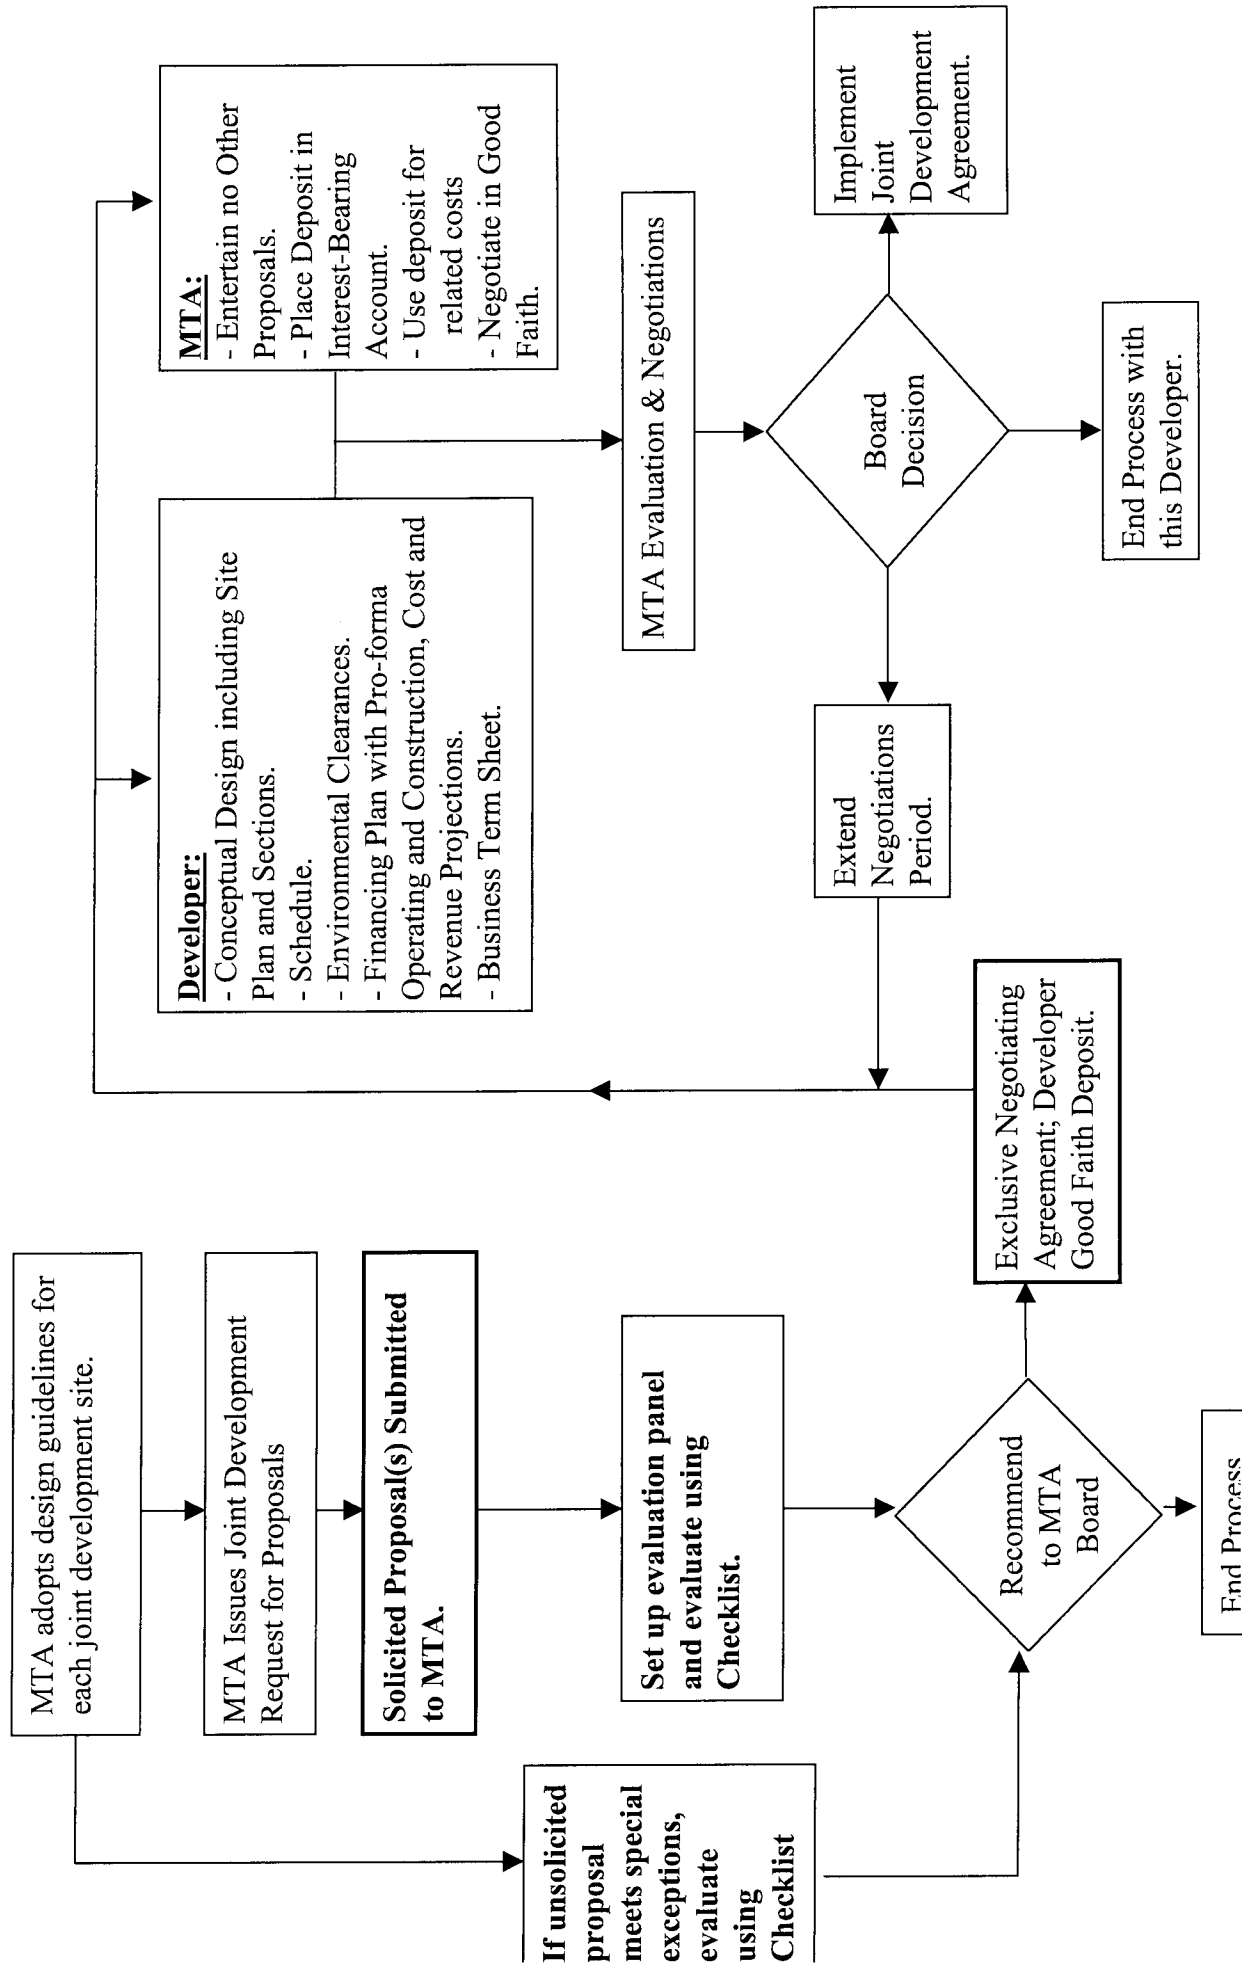 MTA adopts design guidelines for
each joint development site.
MTA Issues Joint Development
Request for Proposals
Solicited Proposal(s) Submitted
to MTA.
If unsolicited
proposal
meets special
exceptions,
evaluate
using
Checklist
Set up evaluation panel
and evaluate using
Checklist.
Recommend
to MTA
Board
End Process
Exclusive Negotiating
Agreement; Developer
Good Faith Deposit.
Developer:
- Conceptual Design including Site
Plan and Sections.
- Schedule.
- Environmental Clearances.
- Financing Plan with Pro-forma
Operating and Construction, Cost and
Revenue Projections.
- Business Term Sheet.
MTA:
- Entertain no Other
Proposals.
- Place Deposit in
Interest-Bearing
Account.
- Use deposit for
related costs
- Negotiate in Good
Faith.
MTA Evaluation & Negotiations
Board
Decision
Extend
Negotiations
Period.
Implement
Joint
Development
Agreement.
End Process with
this Developer.